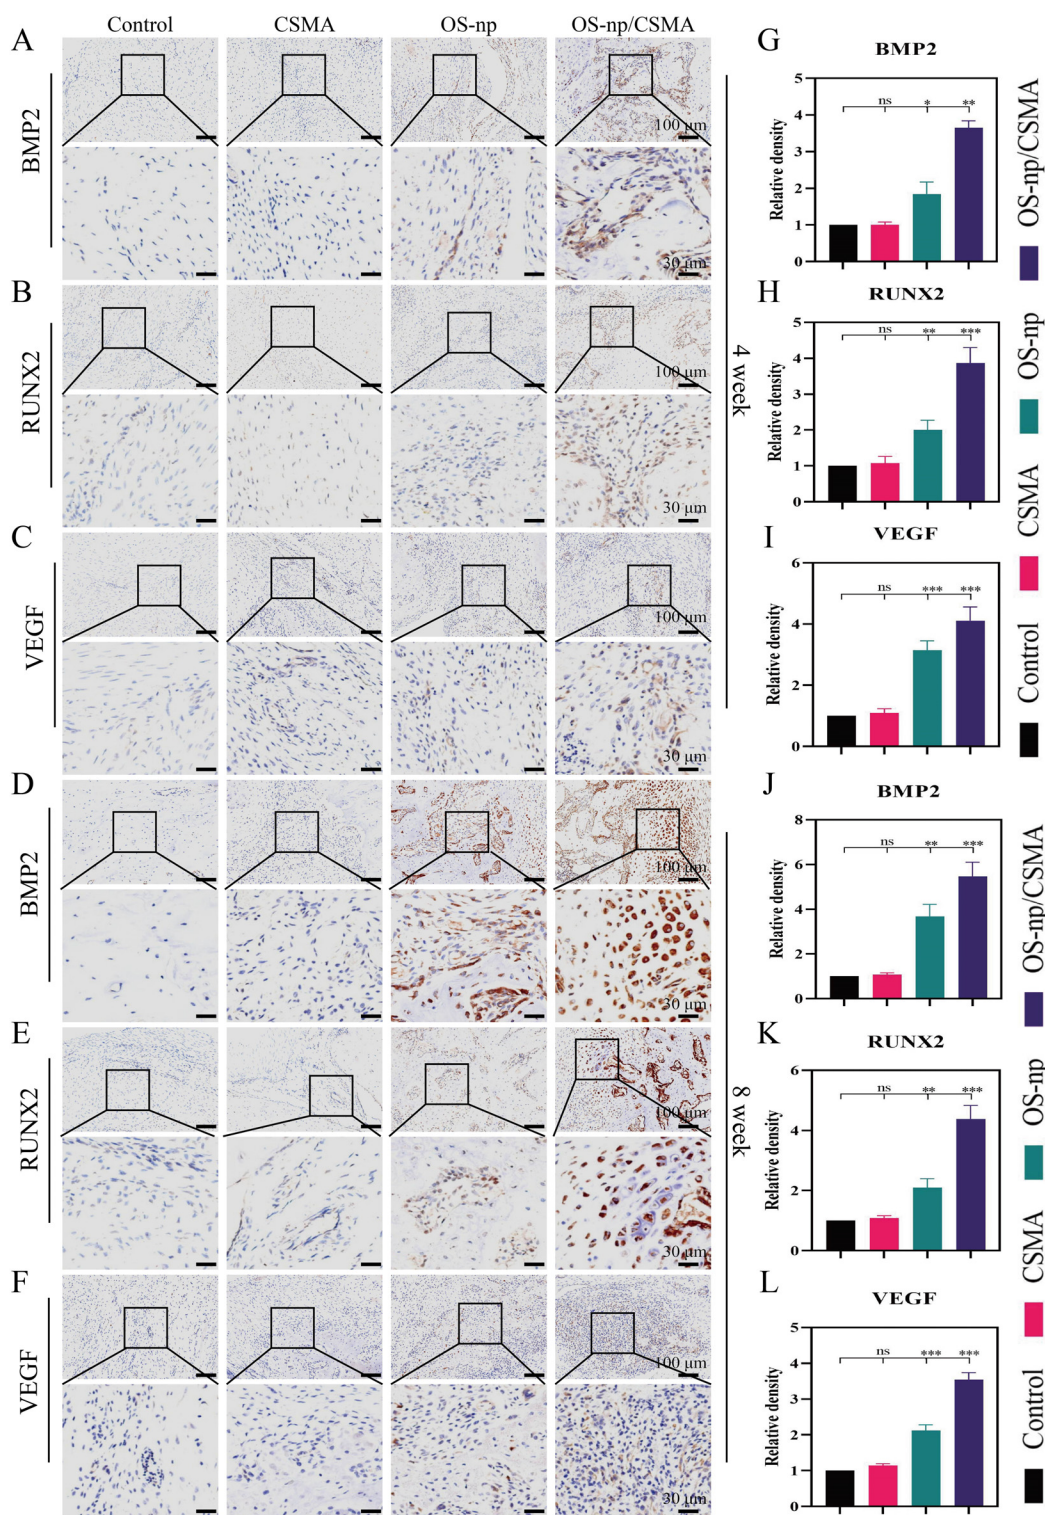 Control CSMA OS-np OS-np/CSMA
A
BMP2
100 μm
30 μm
B
RUNX2
100 μm
30 μm
C
VEGF
100 μm
30 μm
4 week
D
BMP2
100 μm
30 μm
E
RUNX2
100 μm
30 μm
F
VEGF
100 μm
30 μm
8 week
G
BMP2
Relative density
5
4
3
2
1
0
ns * **
H
RUNX2
Relative density
5
4
3
2
1
0
ns ** ***
I
VEGF
Relative density
6
4
2
0
ns *** ***
Control CSMA OS-np OS-np/CSMA
J
BMP2
Relative density
8
6
4
2
0
ns ** ***
K
RUNX2
Relative density
6
4
2
0
ns ** ***
L
VEGF
Relative density
5
4
3
2
1
0
ns *** ***
Control CSMA OS-np OS-np/CSMA